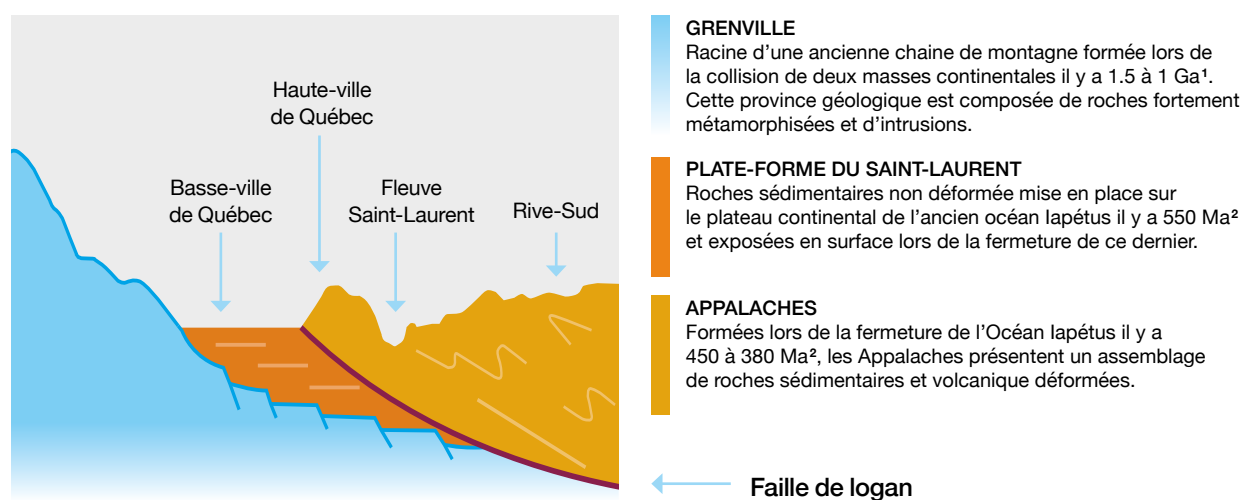 Haute-ville
de Québec
Basse-ville
de Québec
Fleuve
Saint-Laurent
Rive-Sud
GRENVILLE
Racine d’une ancienne chaine de montagne formée lors de
la collision de deux masses continentales il y a 1.5 à 1 Ga¹.
Cette province géologique est composée de roches fortement
métamorphisées et d’intrusions.
PLATE-FORME DU SAINT-LAURENT
Roches sédimentaires non déformée mise en place sur
le plateau continental de l’ancien océan Iapétus il y a 550 Ma²
et exposées en surface lors de la fermeture de ce dernier.
APPALACHES
Formées lors de la fermeture de l’Océan Iapétus il y a
450 à 380 Ma², les Appalaches présentent un assemblage
de roches sédimentaires et volcanique déformées.
Faille de logan